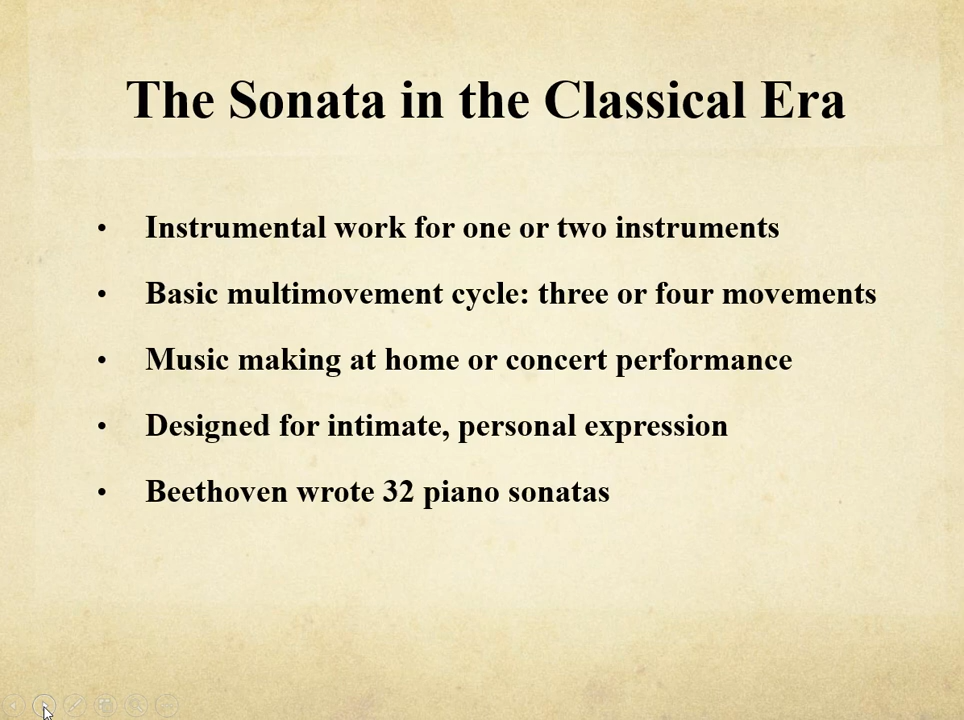 The Sonata in the Classical Era
• Instrumental work for one or two instruments
• Basic multimovement cycle: three or four movements
• Music making at home or concert performance
• Designed for intimate, personal expression
• Beethoven wrote 32 piano sonatas